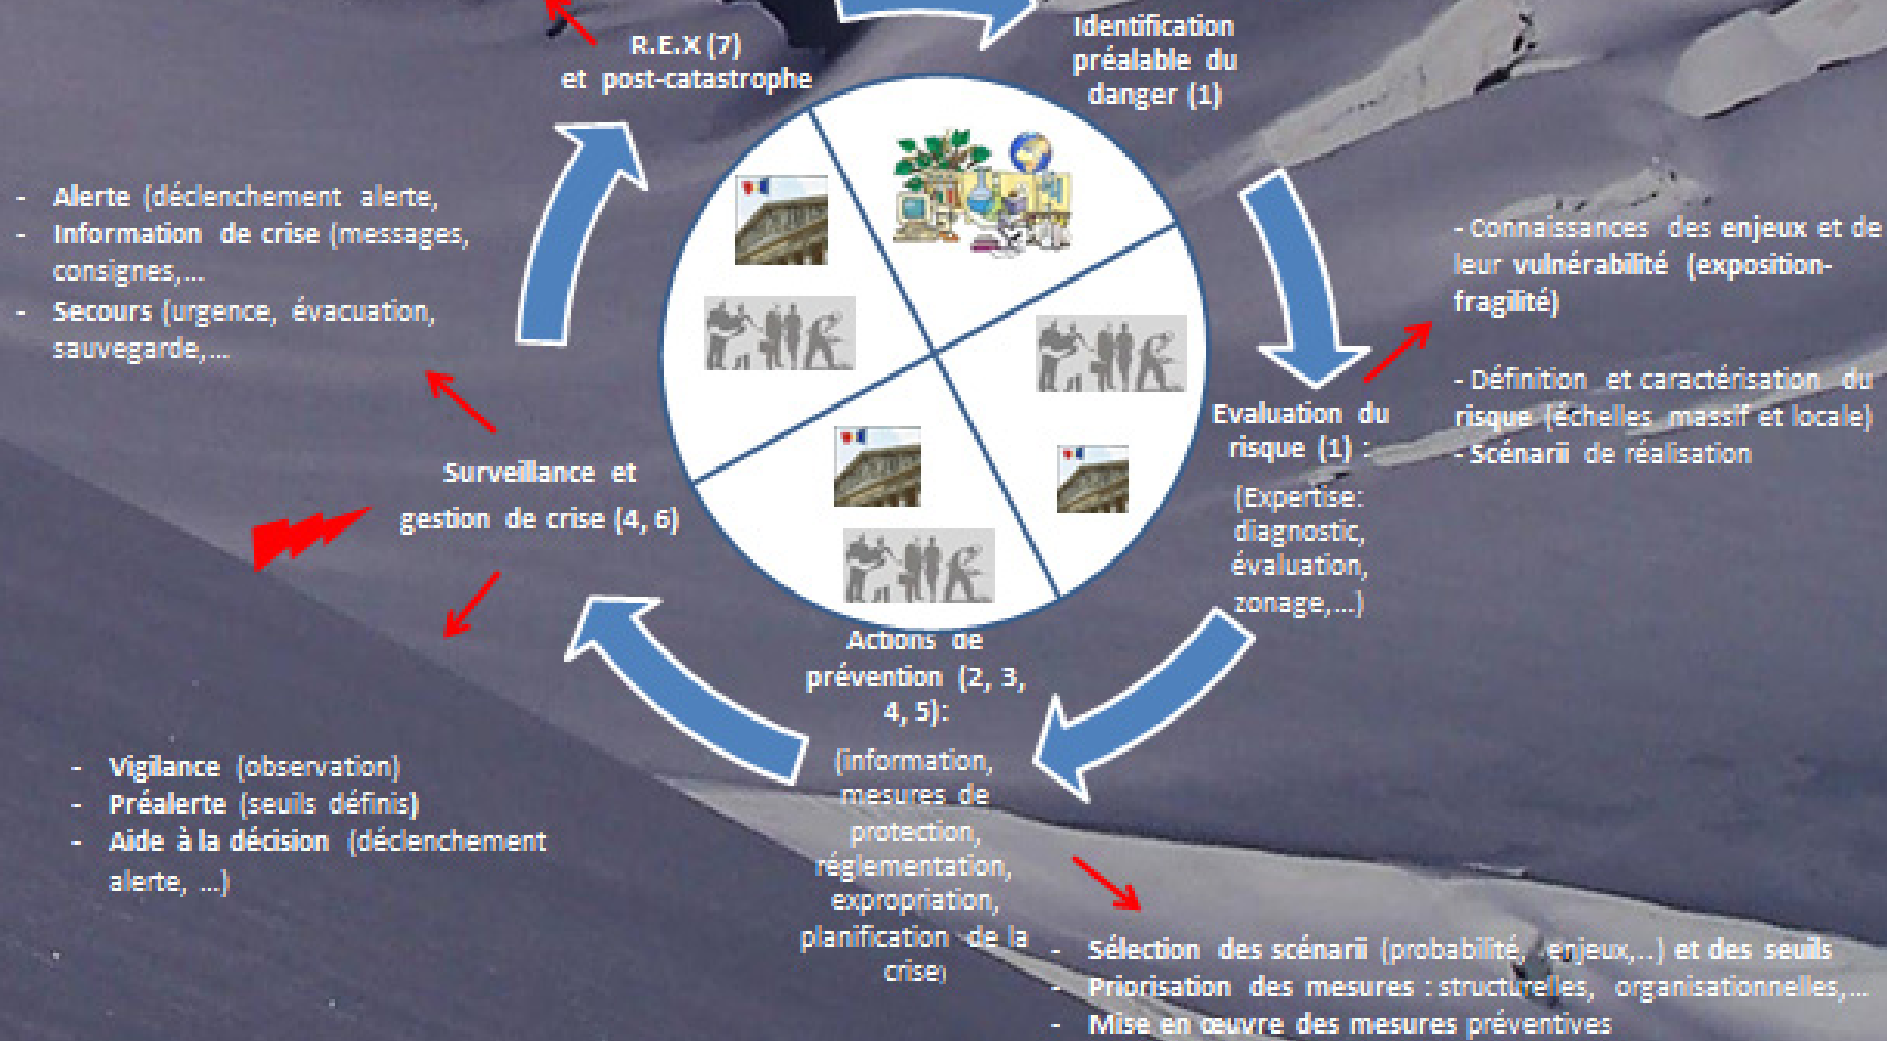 R.E.X (7)
et post-catastrophe
Identification
préalable du
danger (1)
- Alerte (déclenchement alerte,
- Information de crise (messages,
consignes,...
- Secours (urgence, évacuation,
sauvegarde,...
- Connaissances des enjeux et de
leur vulnérabilité (exposition-
fragilité)
- Définition et caractérisation du
risque (échelles massif et locale)
- Scénarii de réalisation
Evaluation du
risque (1) :
(Expertise:
diagnostic,
évaluation,
zonage,...)
Surveillance et
gestion de crise (4, 6)
Actions de
prévention (2, 3,
4, 5):
(information,
mesures de
protection,
réglementation,
expropriation,
planification de la
crise)
- Vigilance (observation)
- Préalerte (seuils définis)
- Aide à la décision (déclenchement
alerte, ...)
- Sélection des scénarii (probabilité, enjeux,..) et des seuils
- Priorisation des mesures : structurelles, organisationnelles,...
- Mise en œuvre des mesures préventives